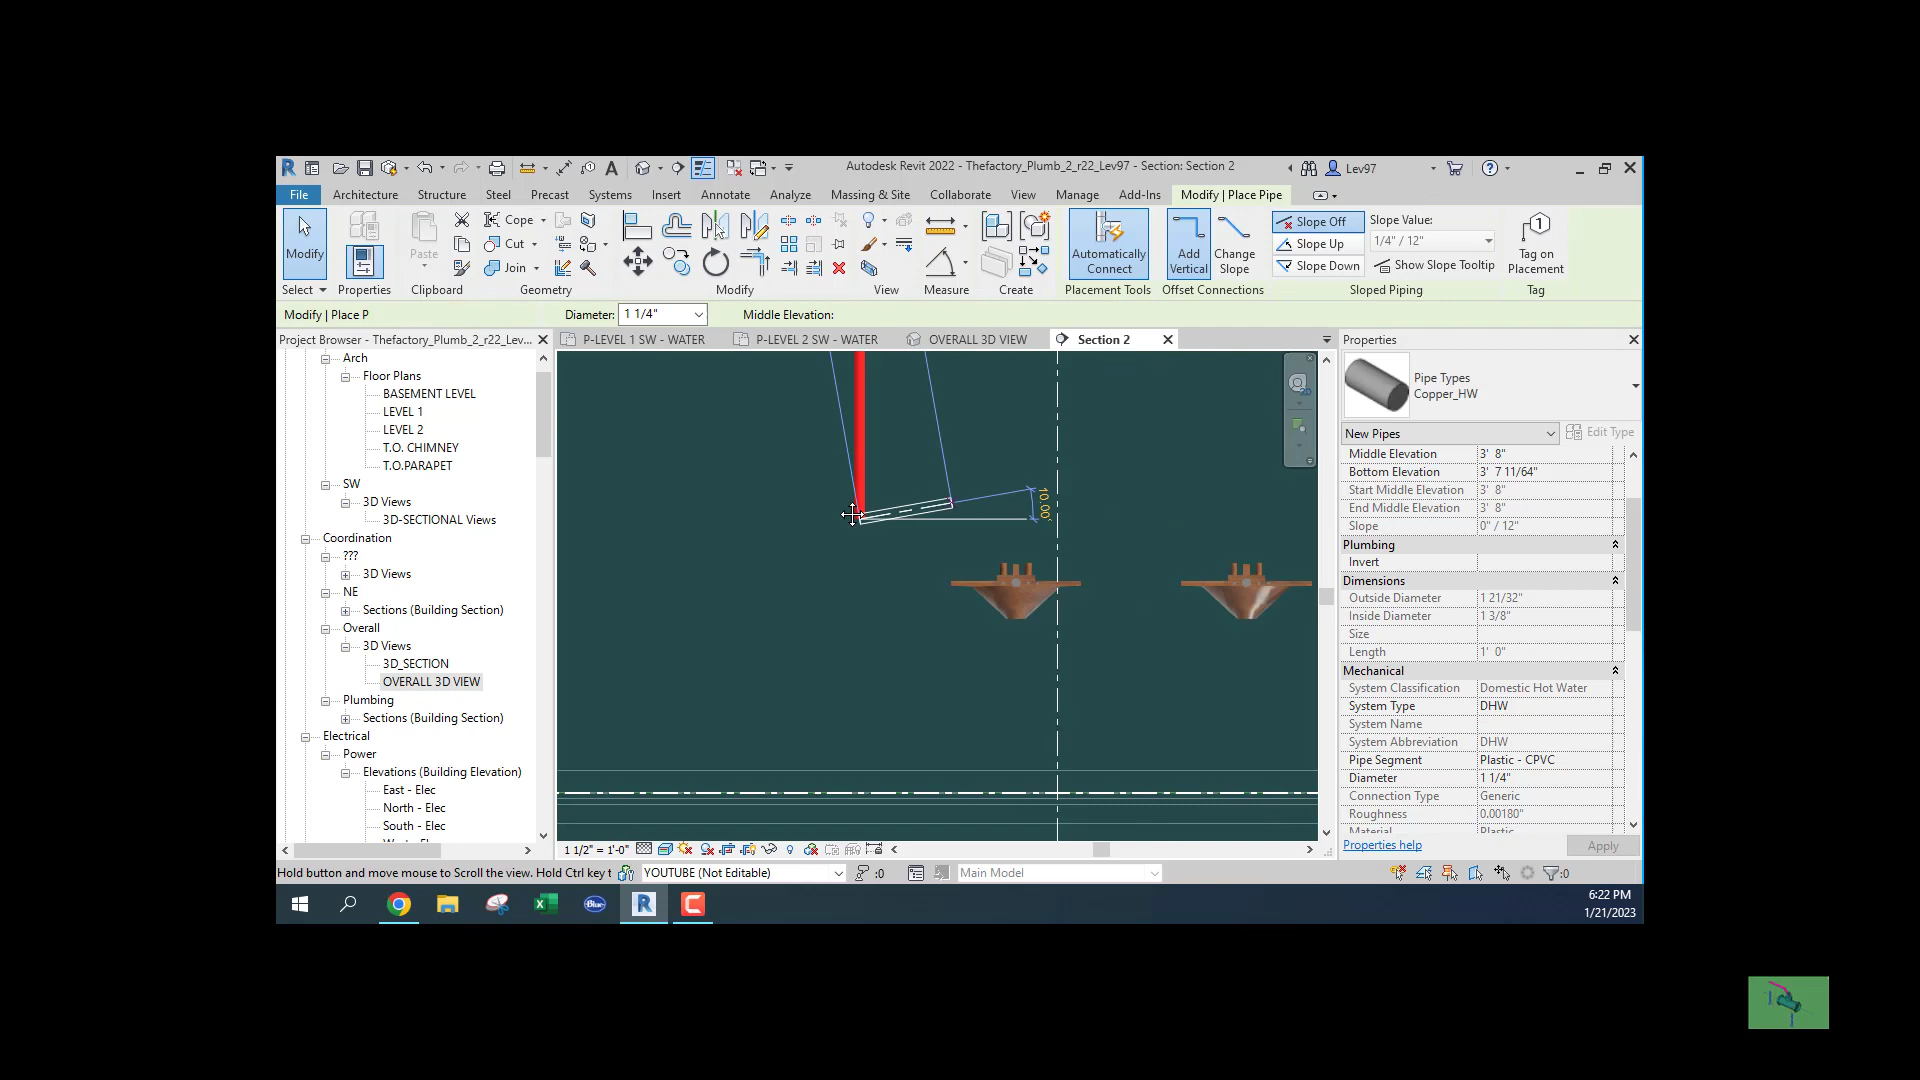 Autodesk Revit 2022 - Thefactory_Plumb_2_r22_Lev97 - Section: Section 2
Lev97
File Architecture Structure Steel Precast Systems Insert Annotate Analyze Massing & Site Collaborate View Manage Add-Ins Modify | Place Pipe
Modify Paste Cope Cut Join
Automatically Connect
Add Vertical
Change Slope
Slope Off
Slope Up
Slope Down
Slope Value:
1/4" / 12"
Show Slope Tooltip
Tag on Placement
Select Properties Clipboard Geometry Modify View Measure Create Placement Tools Offset Connections Sloped Piping Tag
Modify | Place P Diameter: 1 1/4" Middle Elevation:
Project Browser - Thefactory_Plumb_2_r22_Lev...
Arch
Floor Plans
BASEMENT LEVEL
LEVEL 1
LEVEL 2
T.O. CHIMNEY
T.O.PARAPET
SW
3D Views
3D-SECTIONAL Views
Coordination
???
3D Views
NE
Sections (Building Section)
Overall
3D Views
3D_SECTION
OVERALL 3D VIEW
Plumbing
Sections (Building Section)
Electrical
Power
Elevations (Building Elevation)
East - Elec
North - Elec
South - Elec
P-LEVEL 1 SW - WATER P-LEVEL 2 SW - WATER OVERALL 3D VIEW Section 2
10.00°
1 1/2" = 1'-0"
Properties
Pipe Types
Copper_HW
New Pipes Edit Type
Middle Elevation 3' 8"
Bottom Elevation 3' 7 11/64"
Start Middle Elevation 3' 8"
End Middle Elevation 3' 8"
Slope 0" / 12"
Plumbing
Invert
Dimensions
Outside Diameter 1 21/32"
Inside Diameter 1 3/8"
Size
Length 1' 0"
Mechanical
System Classification Domestic Hot Water
System Type DHW
System Name
System Abbreviation DHW
Pipe Segment Plastic - CPVC
Diameter 1 1/4"
Connection Type Generic
Roughness 0.00180"
Material Plastic
Properties help Apply
Hold button and move mouse to Scroll the view. Hold Ctrl key t YOUTUBE (Not Editable) :0 Main Model :0
6:22 PM
1/21/2023